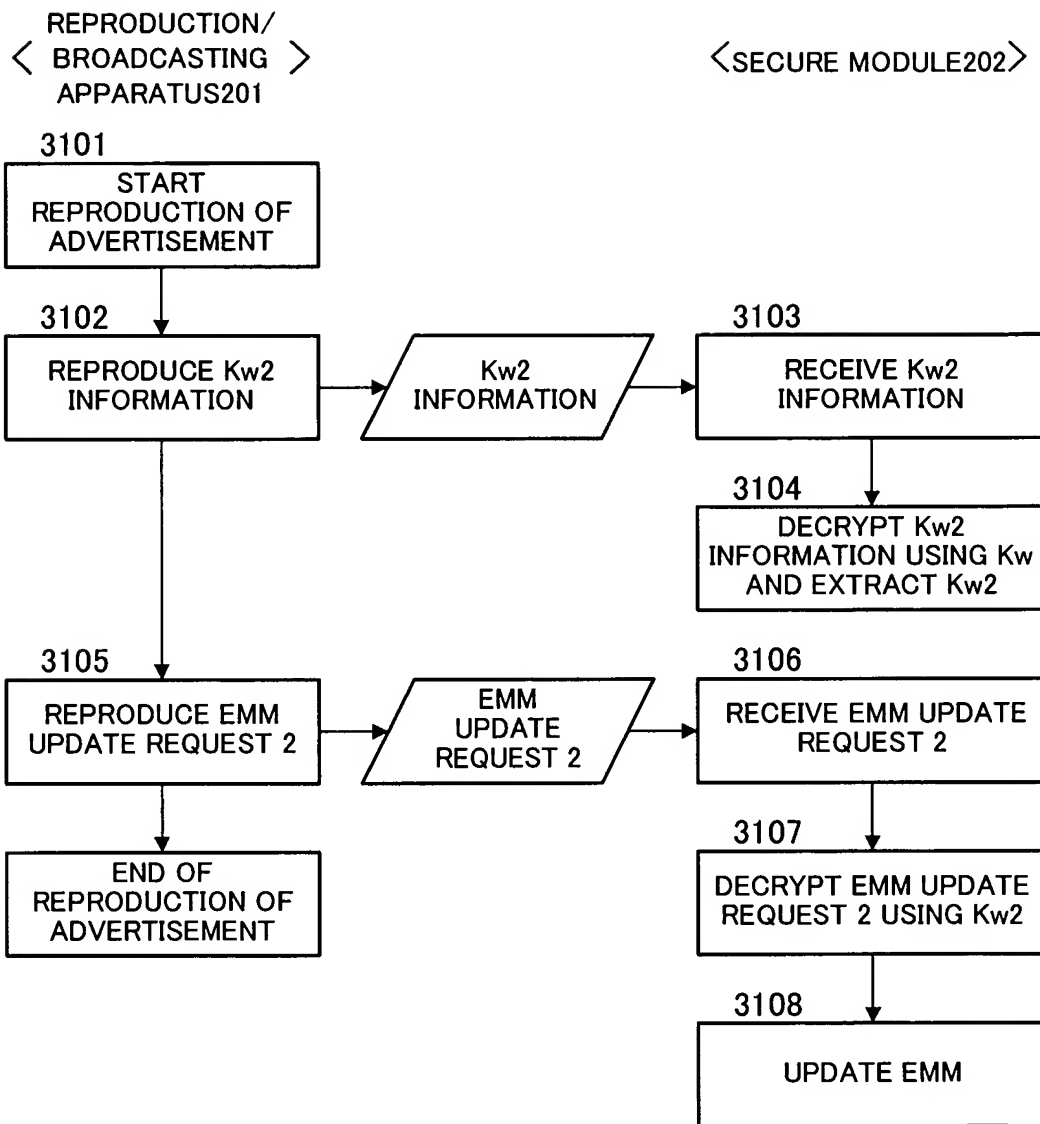 REPRODUCTION/
< BROADCASTING >
APPARATUS201
<SECURE MODULE202>
3101
START
REPRODUCTION OF
ADVERTISEMENT
3102
REPRODUCE Kw2
INFORMATION
Kw2
INFORMATION
3103
RECEIVE Kw2
INFORMATION
3104
DECRYPT Kw2
INFORMATION USING Kw
AND EXTRACT Kw2
3105
REPRODUCE EMM
UPDATE REQUEST 2
EMM
UPDATE
REQUEST 2
3106
RECEIVE EMM UPDATE
REQUEST 2
END OF
REPRODUCTION OF
ADVERTISEMENT
3107
DECRYPT EMM UPDATE
REQUEST 2 USING Kw2
3108
UPDATE EMM